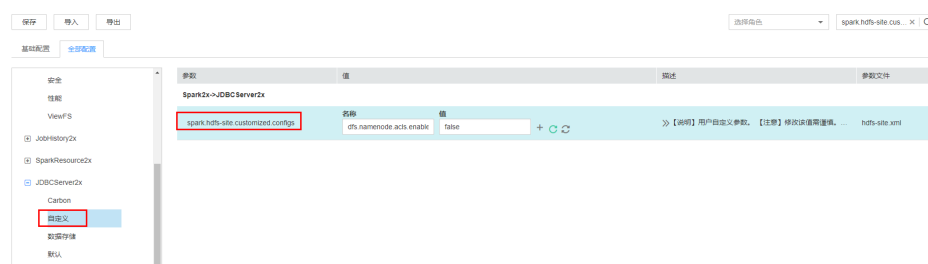 保存 导入 导出 选择角色 spark.hdfs-site.cus... ×
基础配置 全部配置
参数 值 描述 参数文件
安全
性能
ViewFS
JobHistory2x
SparkResource2x
JDBCServer2x
Carbon
自定义
数据存储
默认
Spark2x->JDBCServer2x
名称 值
spark.hdfs-site.customized.configs dfs.namenode.acls.enable false 【说明】用户自定义参数。 【注意】修改该值需谨慎。... hdfs-site.xml